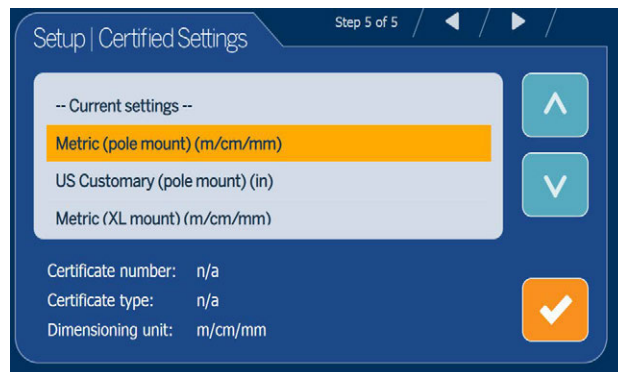 Setup | Certified Settings
Step 5 of 5
-- Current settings --
Metric (pole mount) (m/cm/mm)
US Customary (pole mount) (in)
Metric (XL mount) (m/cm/mm)
Certificate number: n/a
Certificate type: n/a
Dimensioning unit: m/cm/mm